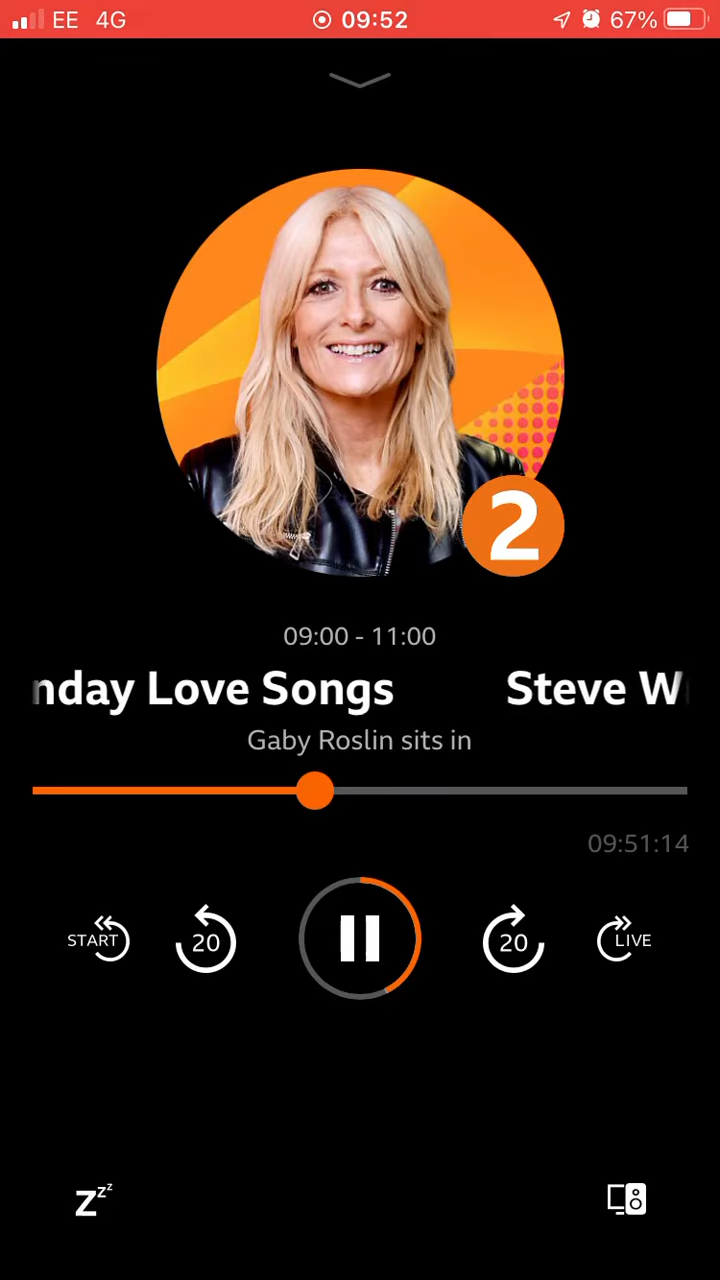 EE 4G 09:52 67%
2
09:00 - 11:00
nday Love Songs Steve W
Gaby Roslin sits in
09:51:14
START 20 20 LIVE
zzz